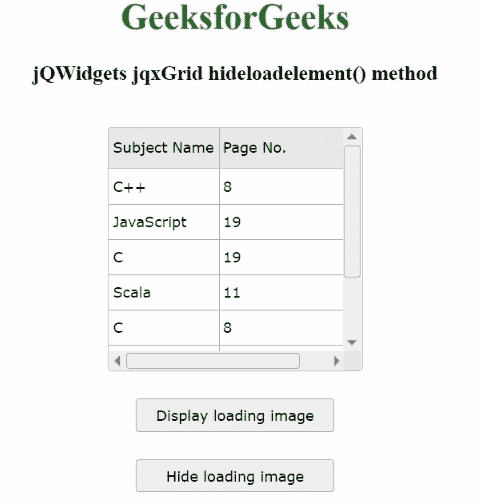 GeeksforGeeks
jQWidgets jqxGrid hideloadelement() method
Subject Name Page No.
C++ 8
JavaScript 19
C 19
Scala 11
C 8
Display loading image
Hide loading image